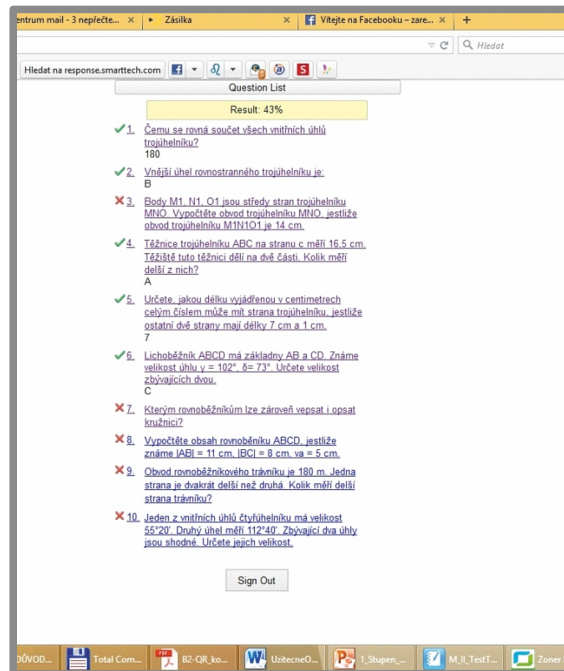 entrum mail - 3 nepřečte... × Zásilka × Vítejte na Facebooku – zare... × +
Hledat
Hledat na response.smarttech.com
Question List
Result: 43%
1. Čemu se rovná součet všech vnitřních úhlů
trojúhelníku?
180
2. Vnější úhel rovnostranného trojúhelníku je:
B
3. Body M1, N1, O1 jsou středy stran trojúhelníku
MNO. Vypočtěte obvod trojúhelníku MNO, jestliže
obvod trojúhelníku M1N1O1 je 14 cm.
4. Těžnice trojúhelníku ABC na stranu c měří 16,5 cm.
Těžiště tuto těžnici dělí na dvě části. Kolik měří
delší z nich?
A
5. Určete, jakou délku vyjádřenou v centimetrech
celým číslem může mít strana trojúhelníku, jestliže
ostatní dvě strany mají délky 7 cm a 1 cm.
7
6. Lichoběžník ABCD má základny AB a CD. Známe
velikost úhlu γ = 102°, δ= 73°. Určete velikost
zbývajících dvou.
C
7. Kterým rovnoběžníkům lze zároveň vepsat i opsat
kružnici?
8. Vypočtěte obsah rovnoběníku ABCD, jestliže
známe |AB| = 11 cm, |BC| = 8 cm, va = 5 cm.
9. Obvod rovnoběžníkového trávníku je 180 m. Jedna
strana je dvakrát delší než druhá. Kolik měří delší
strana trávníku?
10. Jeden z vnitřních úhlů čtyřúhelníku má velikost
55°20'. Druhý úhel měří 112°40'. Zbývající dva úhly
jsou shodné. Určete jejich velikost.
Sign Out
DŮVOD... Total Com... B2-QR_ko... UzitecneO... 1_Stupen_... M_II_TestT... Zoner